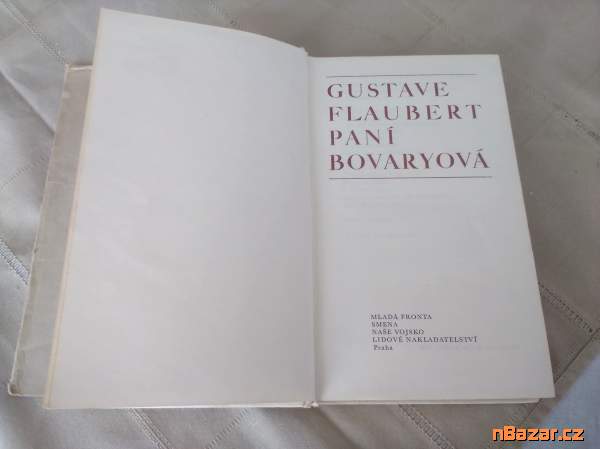 GUSTAVE
FLAUBERT
PANÍ
BOVARYOVÁ
MLADÁ FRONTA
SMENA
NAŠE VOJSKO
LIDOVÉ NAKLADATELSTVÍ
Praha
nBazar.cz